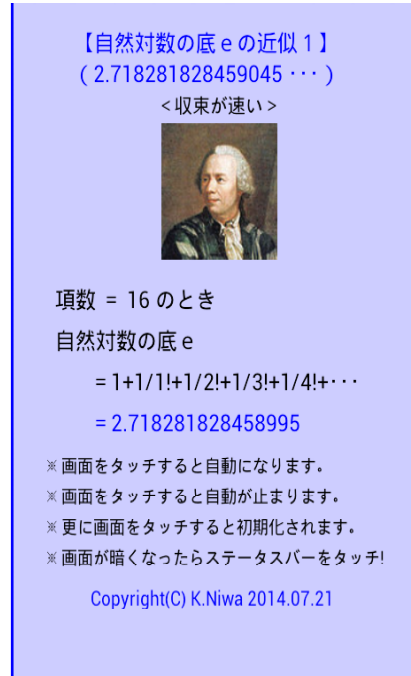 【自然対数の底 e の近似 1 】
( 2.718281828459045 ･･･ )
< 収束が速い >
項数 = 16 のとき
自然対数の底 e
= 1+1/1!+1/2!+1/3!+1/4!+･･･
= 2.718281828458995
※ 画面をタッチすると自動になります。
※ 画面をタッチすると自動が止まります。
※ 更に画面をタッチすると初期化されます。
※ 画面が暗くなったらステータスバーをタッチ!
Copyright(C) K.Niwa 2014.07.21